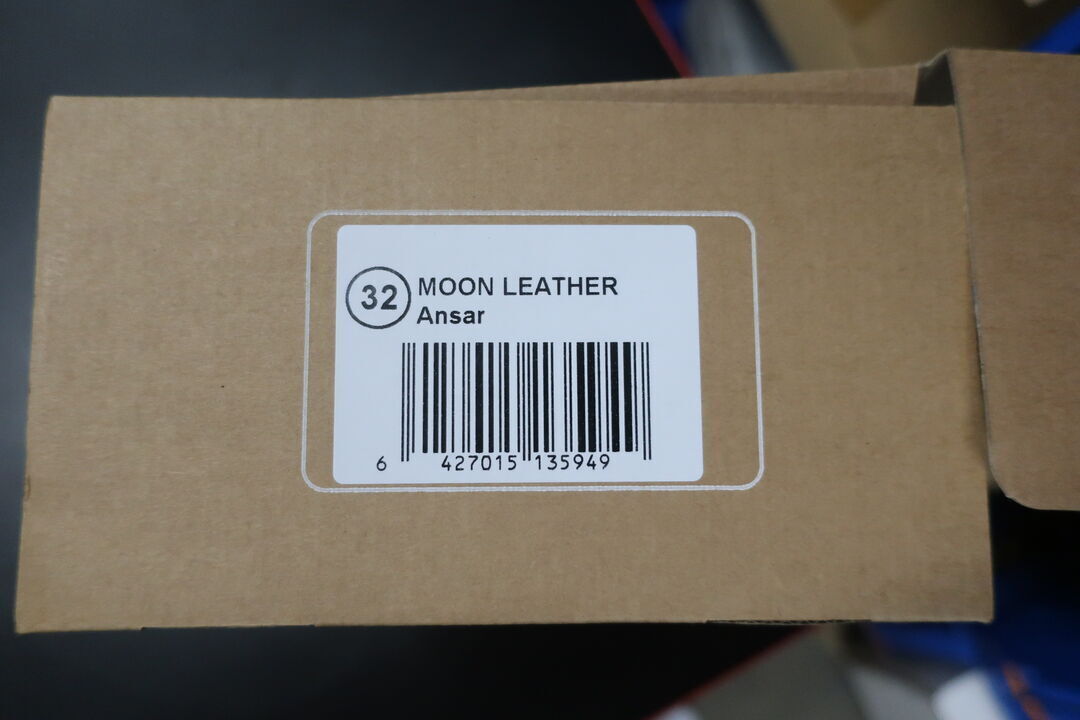 32
MOON LEATHER
Ansar
6 427015 135949